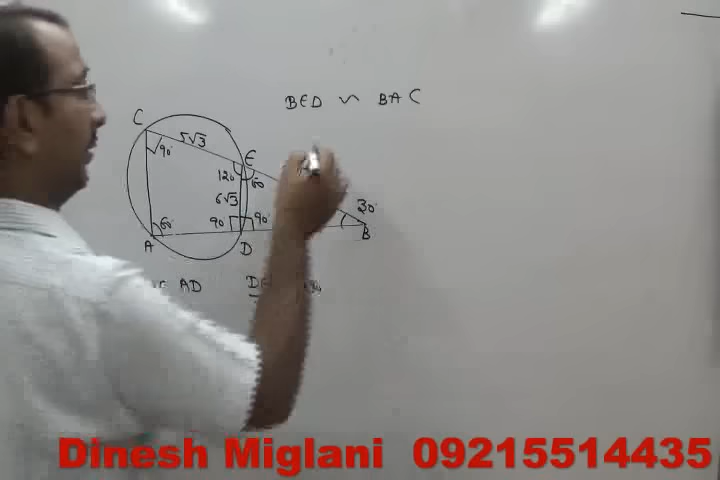 BED ∽ BAC
C
5√3
90
E
120
60
6√3
30
60
90
90
A
D
B
AD
Dinesh Miglani 09215514435